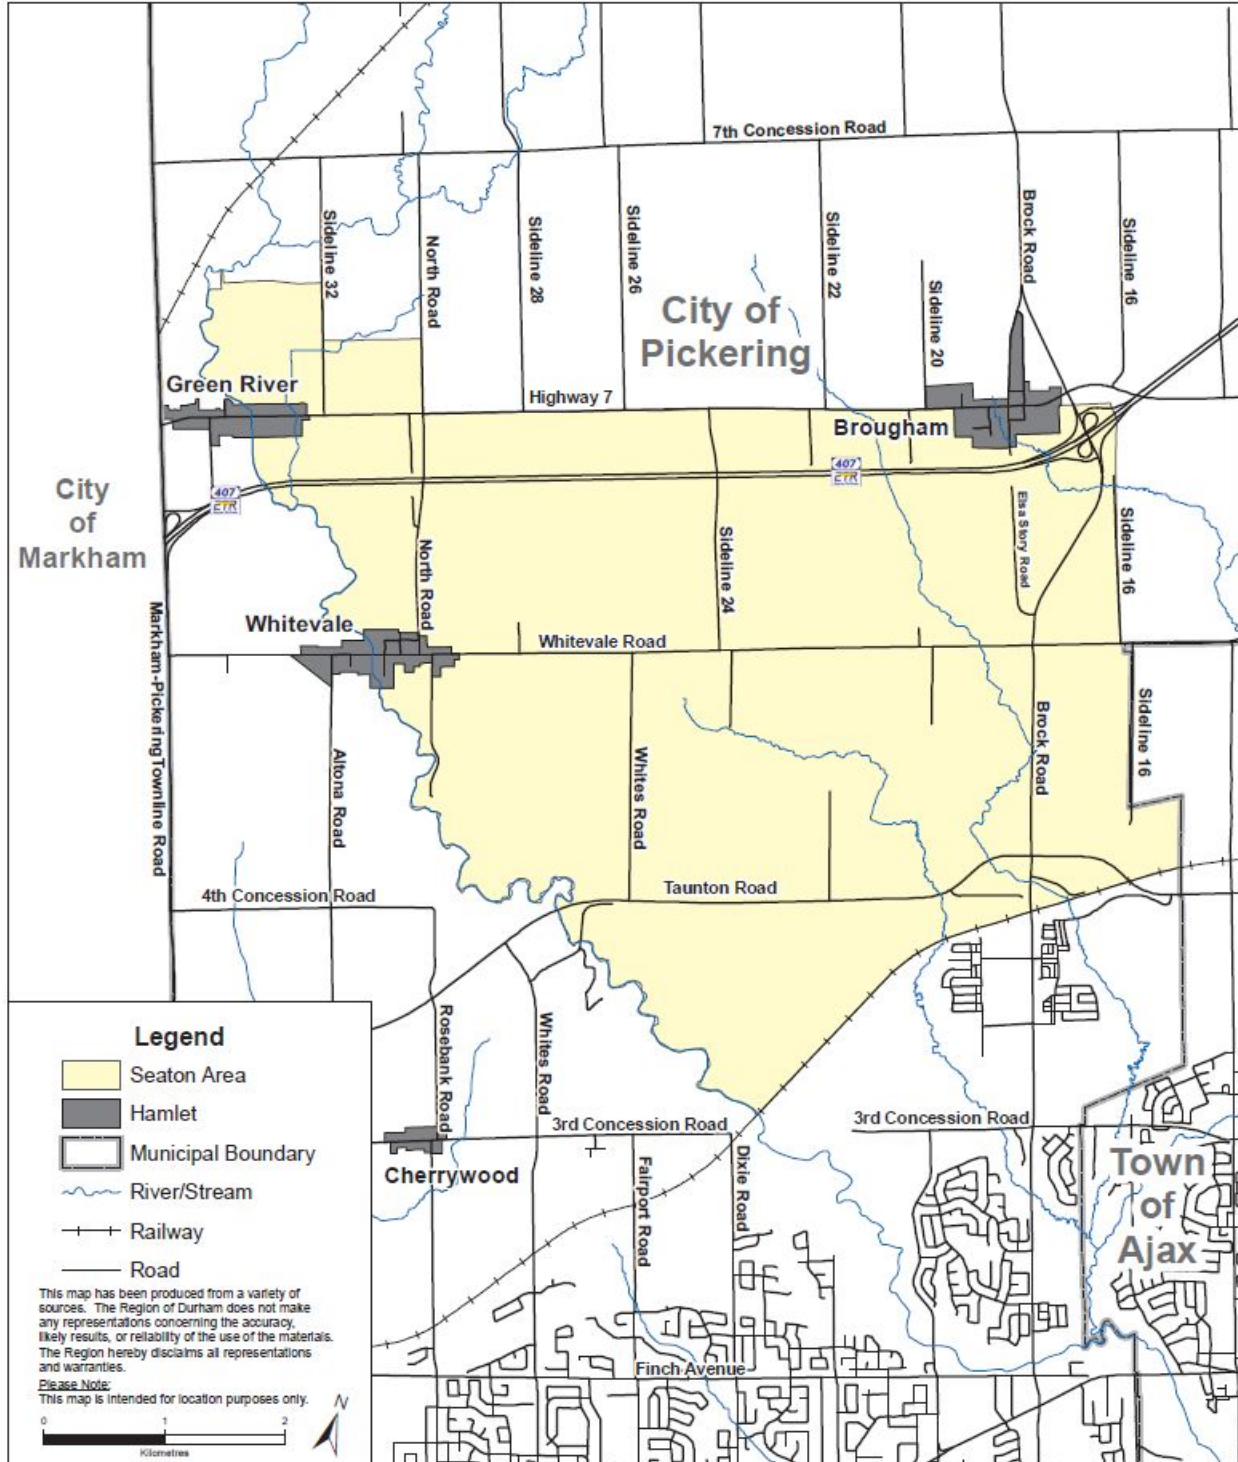 7th Concession Road
Sideline 32
North Road
Sideline 28
Sideline 26
Sideline 22
Sideline 20
Brock Road
Sideline 16
City of
Pickering
Green River
Highway 7
Brougham
407
ETR
407
ETR
City
of
Markham
North Road
Sideline 24
Elsa Story Road
Sideline 16
Markham-Pickering Townline Road
Whitevale
Whitevale Road
Altona Road
Whites Road
Brock Road
Sideline 16
4th Concession Road
Taunton Road
Rosebank Road
Whites Road
3rd Concession Road
3rd Concession Road
Cherrywood
Fairport Road
Dixie Road
Town
of
Ajax
Finch Avenue
Legend
Seaton Area
Hamlet
Municipal Boundary
River/Stream
Railway
Road
This map has been produced from a variety of
sources. The Region of Durham does not make
any representations concerning the accuracy,
likely results, or reliability of the use of the materials.
The Region hereby disclaims all representations
and warranties.
Please Note:
This map is intended for location purposes only.
N
0 1 2
Kilometres